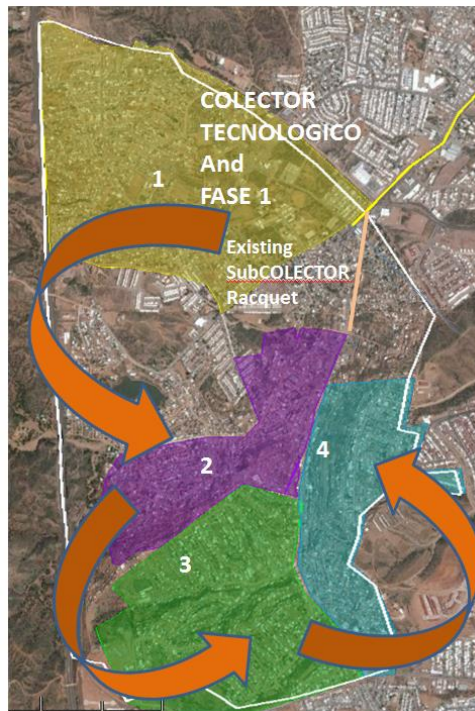 COLECTOR
TECNOLOGICO
And
FASE 1
1
Existing
SubCOLECTOR
Racquet
2
4
3